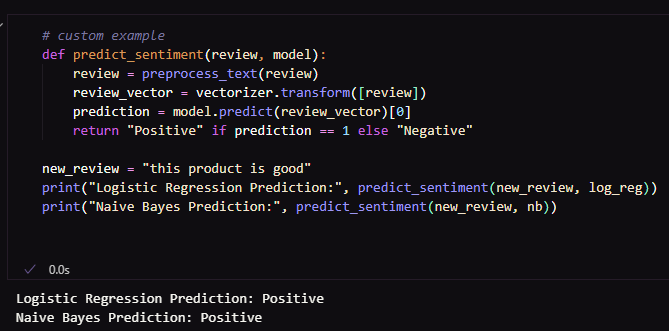 # custom example
def predict_sentiment(review, model):
    review = preprocess_text(review)
    review_vector = vectorizer.transform([review])
    prediction = model.predict(review_vector)[0]
    return "Positive" if prediction == 1 else "Negative"

new_review = "this product is good"
print("Logistic Regression Prediction:", predict_sentiment(new_review, log_reg))
print("Naive Bayes Prediction:", predict_sentiment(new_review, nb))
0.0s
Logistic Regression Prediction: Positive
Naive Bayes Prediction: Positive